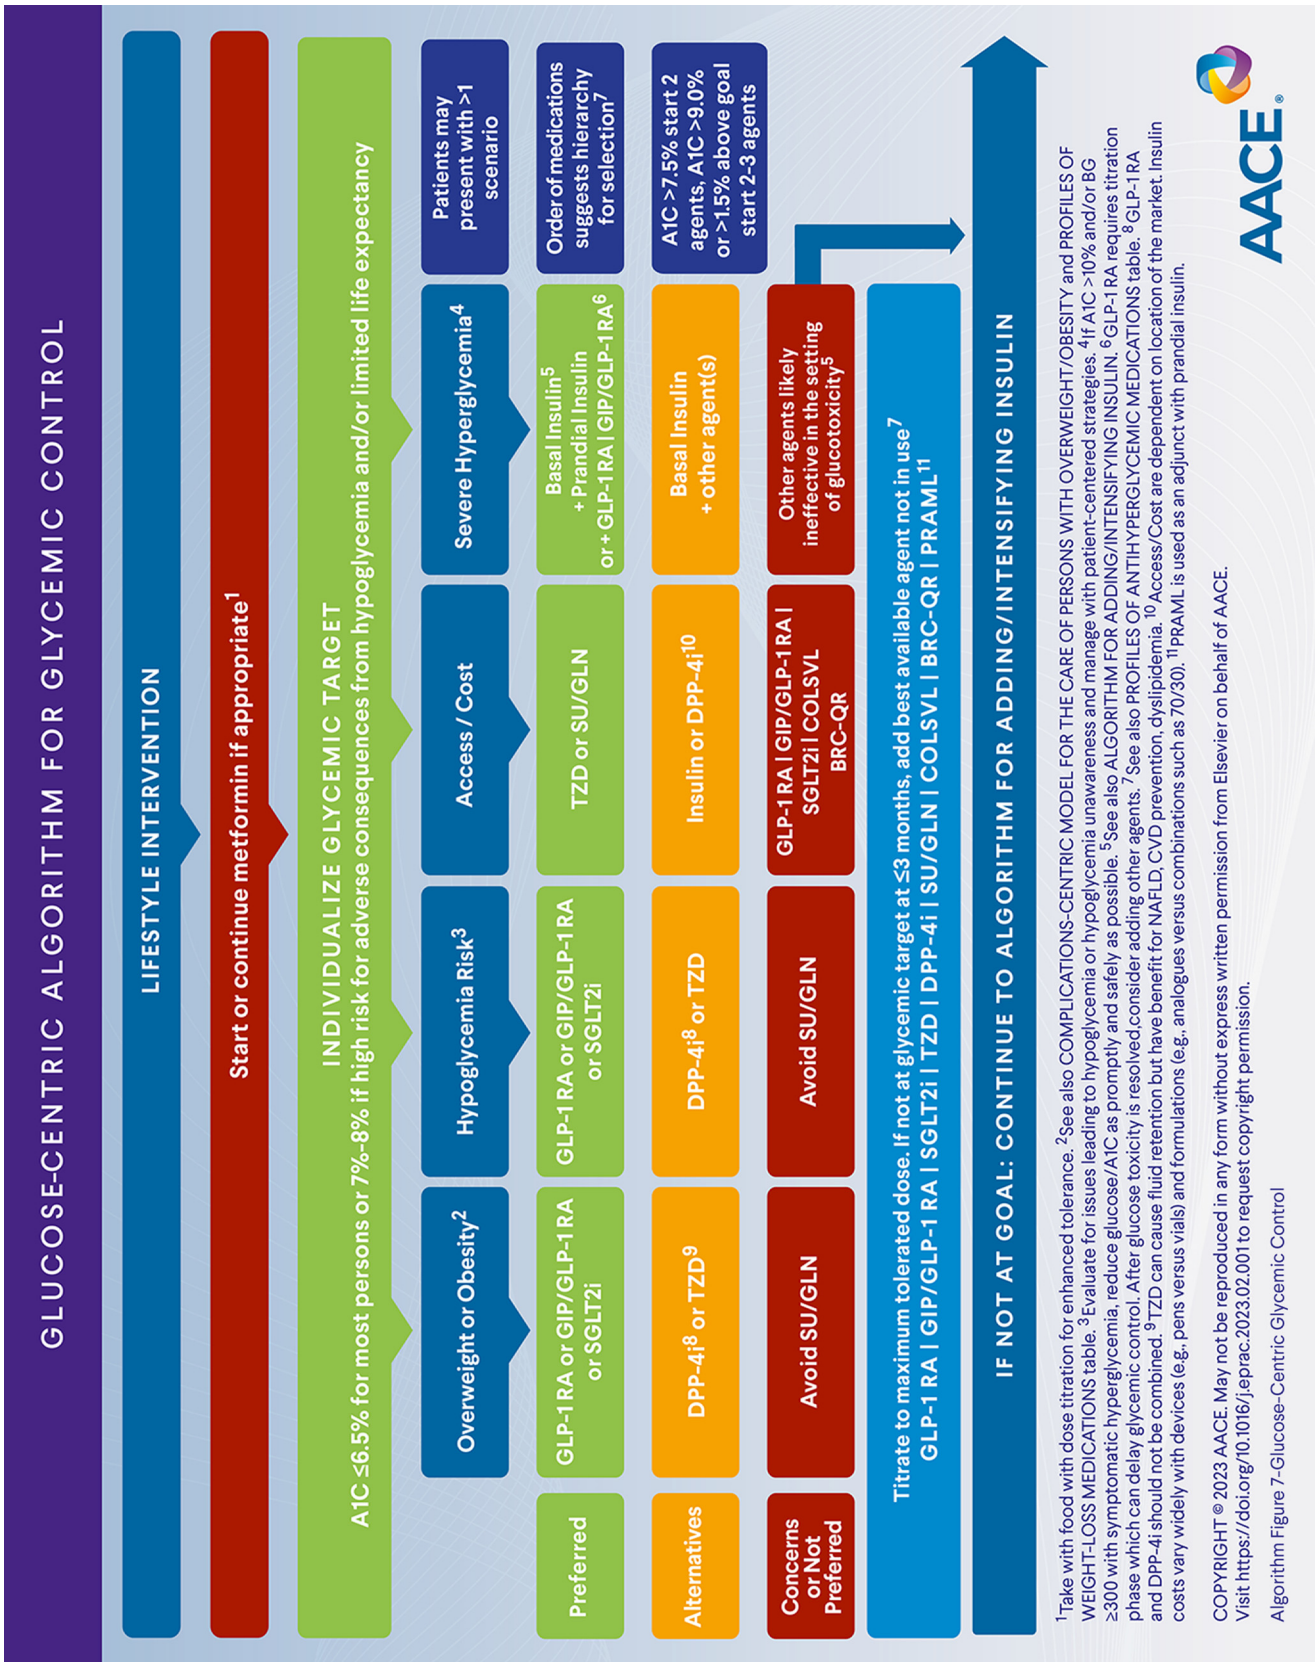 GLUCOSE-CENTRIC ALGORITHM FOR GLYCEMIC CONTROL
LIFESTYLE INTERVENTION
Start or continue metformin if appropriate¹
INDIVIDUALIZE GLYCEMIC TARGET
A1C ≤6.5% for most persons or 7%-8% if high risk for adverse consequences from hypoglycemia and/or limited life expectancy
Overweight or Obesity²
Hypoglycemia Risk³
Access / Cost
Severe Hyperglycemia⁴
Patients may
present with >1
scenario
Preferred
GLP-1 RA or GIP/GLP-1RA
or SGLT2i
GLP-1 RA or GIP/GLP-1RA
or SGLT2i
TZD or SU/GLN
Basal Insulin⁵
+ Prandial Insulin
or + GLP-1RA | GIP/GLP-1RA⁶
Order of medications
suggests hierarchy
for selection⁷
Alternatives
DPP-4i⁸ or TZD⁹
DPP-4i⁸ or TZD
Insulin or DPP-4i¹⁰
Basal Insulin
+ other agent(s)
A1C >7.5% start 2
agents, A1C >9.0%
or >1.5% above goal
start 2-3 agents
Concerns
or Not
Preferred
Avoid SU/GLN
Avoid SU/GLN
GLP-1 RA | GIP/GLP-1 RA |
SGLT2i | COLSVL
BRC-QR
Other agents likely
ineffective in the setting
of glucotoxicity⁵
Titrate to maximum tolerated dose. If not at glycemic target at ≤3 months, add best available agent not in use⁷
GLP-1 RA | GIP/GLP-1 RA | SGLT2i | TZD | DPP-4i | SU/GLN | COLSVL | BRC-QR | PRAML¹¹
IF NOT AT GOAL: CONTINUE TO ALGORITHM FOR ADDING/INTENSIFYING INSULIN
¹Take with food with dose titration for enhanced tolerance. ²See also COMPLICATIONS-CENTRIC MODEL FOR THE CARE OF PERSONS WITH OVERWEIGHT/OBESITY and PROFILES OF
WEIGHT-LOSS MEDICATIONS table. ³Evaluate for issues leading to hypoglycemia or hypoglycemia unawareness and manage with patient-centered strategies. ⁴If A1C >10% and/or BG
≥300 with symptomatic hyperglycemia, reduce glucose/A1C as promptly and safely as possible. ⁵See also ALGORITHM FOR ADDING/INTENSIFYING INSULIN. ⁶GLP-1 RA requires titration
phase which can delay glycemic control. After glucose toxicity is resolved,consider adding other agents. ⁷See also PROFILES OF ANTIHYPERGLYCEMIC MEDICATIONS table. ⁸GLP-1 RA
and DPP-4i should not be combined. ⁹TZD can cause fluid retention but have benefit for NAFLD, CVD prevention, dyslipidemia. ¹⁰Access/Cost are dependent on location of the market. Insulin
costs vary widely with devices (e.g., pens versus vials) and formulations (e.g., analogues versus combinations such as 70/30). ¹¹PRAML is used as an adjunct with prandial insulin.
COPYRIGHT © 2023 AACE. May not be reproduced in any form without express written permission from Elsevier on behalf of AACE.
Visit https://doi.org/10.1016/j.eprac.2023.02.001 to request copyright permission.
Algorithm Figure 7-Glucose-Centric Glycemic Control
AACE®